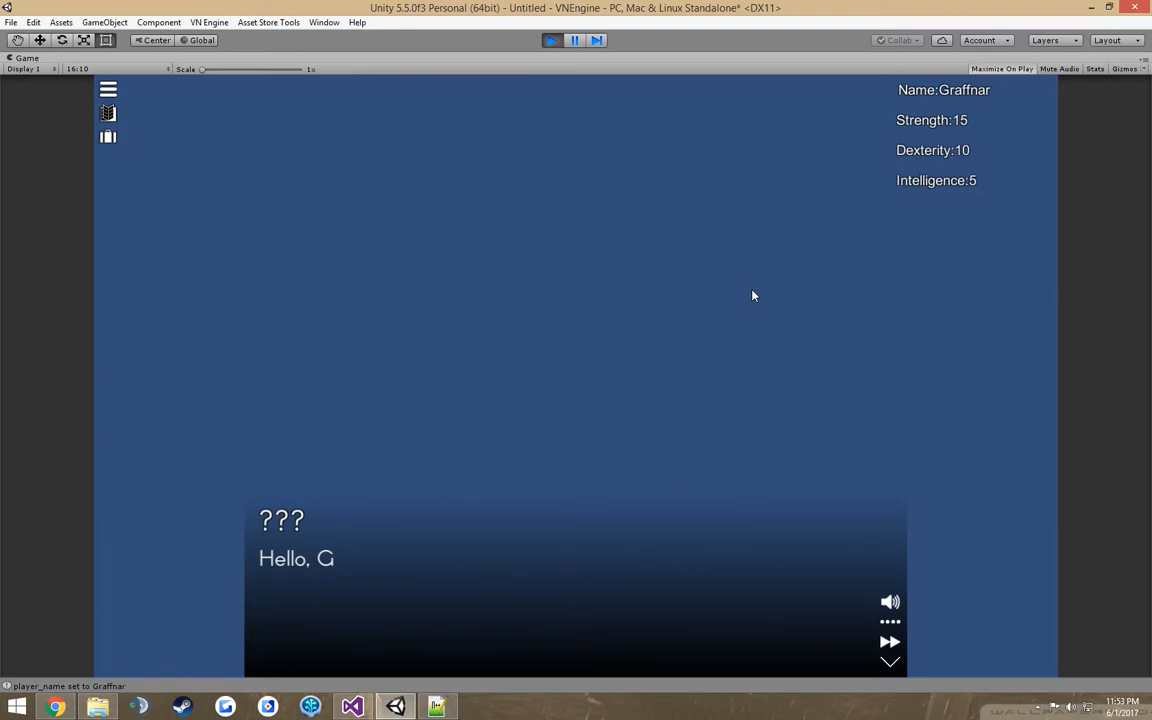 Unity 5.5.0f3 Personal (64bit) - Untitled - VNEngine - PC, Mac & Linux Standalone* <DX11>
File Edit Assets GameObject Component VN Engine Asset Store Tools Window Help
Center Global Collab Account Layers Layout
Game
Display 1 16:10 Scale 1x Maximize On Play Mute Audio Stats Gizmos
Name:Graffnar
Strength:15
Dexterity:10
Intelligence:5
???
Hello, G
player_name set to Graffnar
11:53 PM
6/1/2017